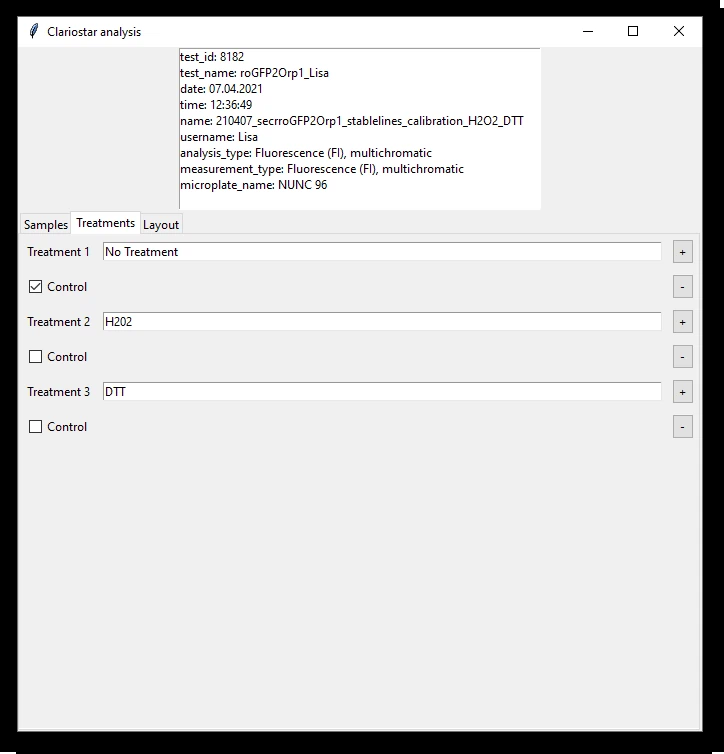 Clariostar analysis
test_id: 8182
test_name: roGFP2Orp1_Lisa
date: 07.04.2021
time: 12:36:49
name: 210407_secrroGFP2Orp1_stablelines_calibration_H2O2_DTT
username: Lisa
analysis_type: Fluorescence (FI), multichromatic
measurement_type: Fluorescence (FI), multichromatic
microplate_name: NUNC 96
Samples Treatments Layout
Treatment 1 No Treatment +
Control -
Treatment 2 H202 +
Control -
Treatment 3 DTT +
Control -